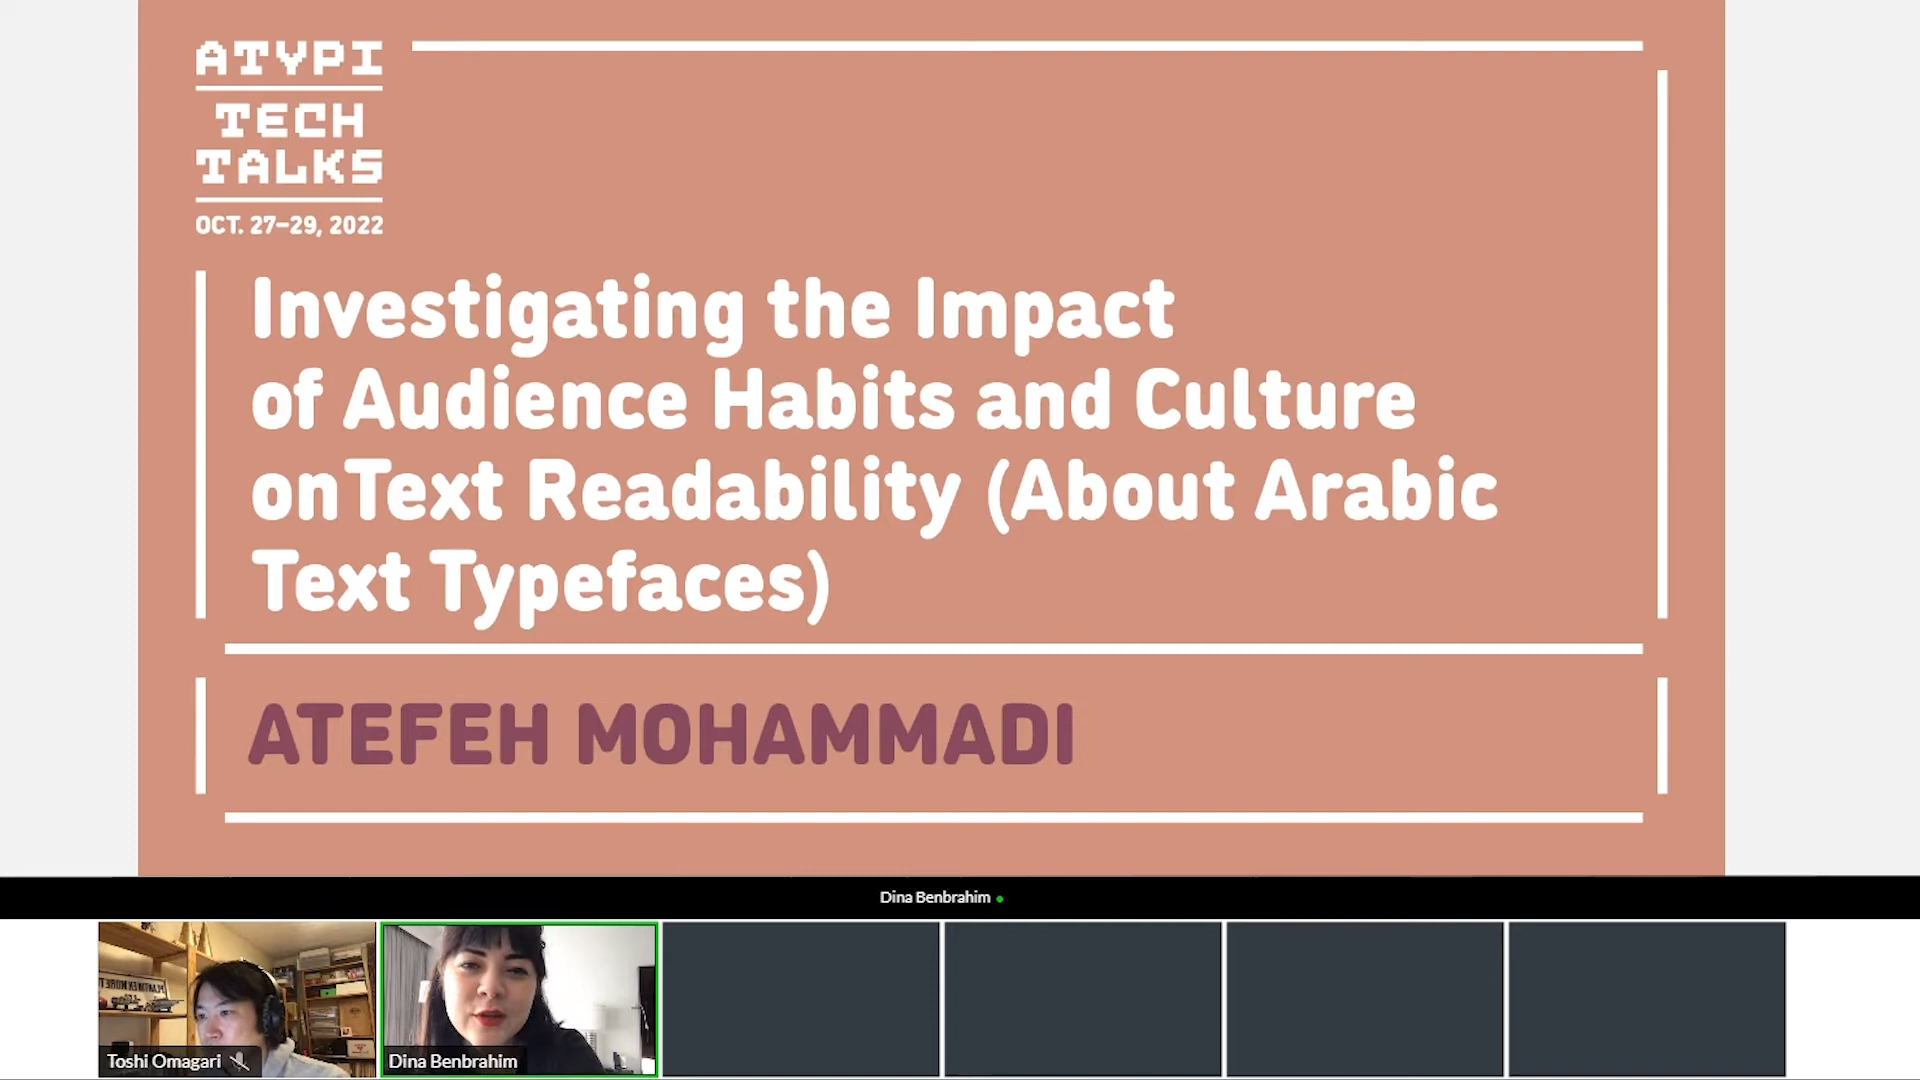 ATYPI
TECH
TALKS
OCT. 27–29, 2022
Investigating the Impact
of Audience Habits and Culture
onText Readability (About Arabic
Text Typefaces)
ATEFEH MOHAMMADI
Dina Benbrahim
Toshi Omagari
Dina Benbrahim